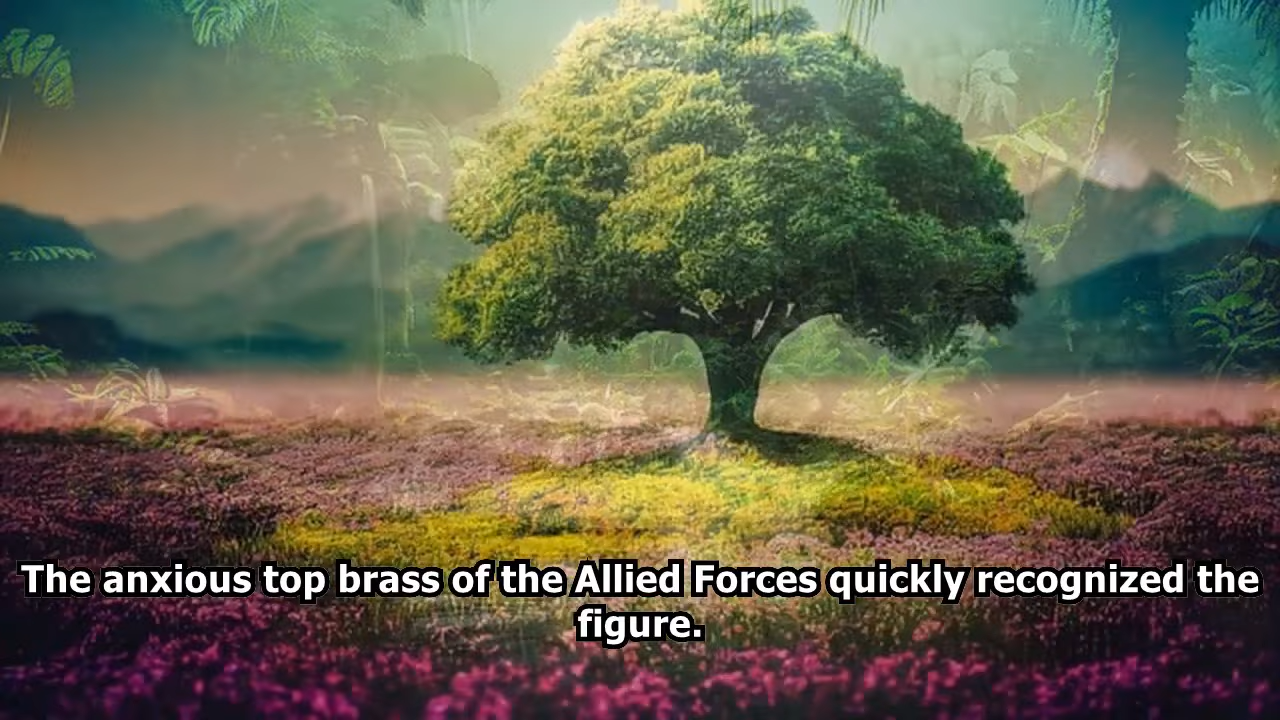 The anxious top brass of the Allied Forces quickly recognized the
figure.